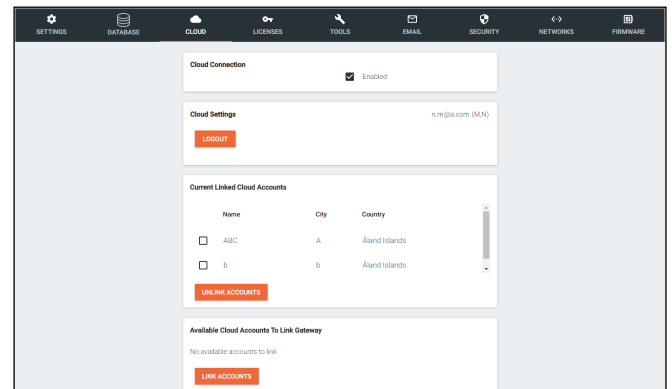 SETTINGS DATABASE CLOUD LICENSES TOOLS EMAIL SECURITY NETWORKS FIRMWARE
Cloud Connection
Enabled
Cloud Settings n.m@a.com (M,N)
LOGOUT
Current Linked Cloud Accounts
Name City Country
ABC A Åland Islands
b b Åland Islands
UNLINK ACCOUNTS
Available Cloud Accounts To Link Gateway
No available accounts to link
LINK ACCOUNTS